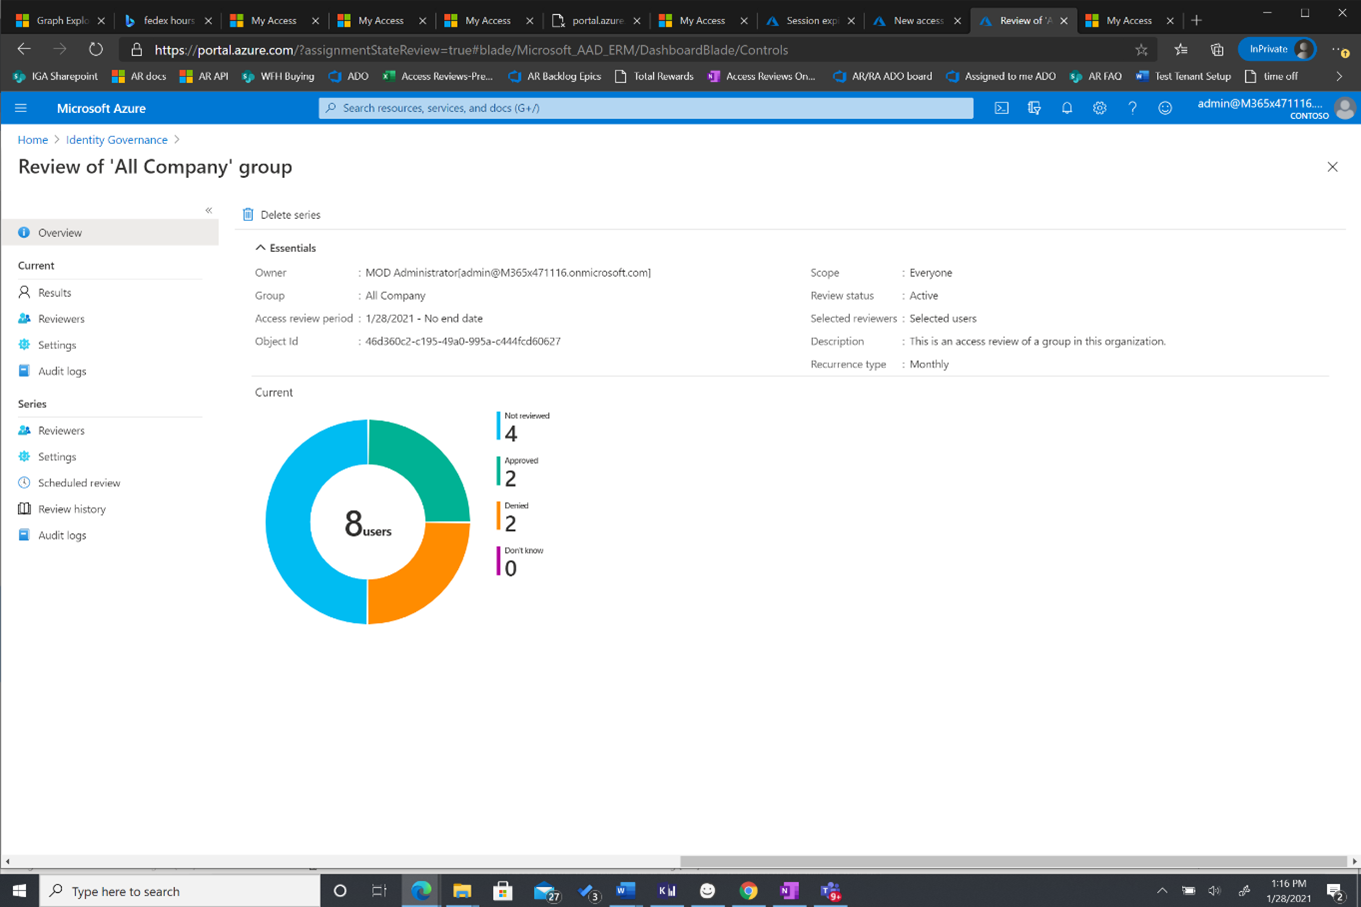 Graph Explo
fedex hours
My Access
My Access
My Access
portal.azure
My Access
Session expi
New access
Review of 'A
My Access
https://portal.azure.com/?assignmentStateReview=true#blade/Microsoft_AAD_ERM/DashboardBlade/Controls
InPrivate
IGA Sharepoint
AR docs
AR API
WFH Buying
ADO
Access Reviews-Pre...
AR Backlog Epics
Total Rewards
Access Reviews On...
AR/RA ADO board
Assigned to me ADO
AR FAQ
Test Tenant Setup
time off
Microsoft Azure
Search resources, services, and docs (G+/)
admin@M365x471116....
CONTOSO
Home > Identity Governance >
Review of 'All Company' group
Overview
Current
Results
Reviewers
Settings
Audit logs
Series
Reviewers
Settings
Scheduled review
Review history
Audit logs
Delete series
Essentials
Owner : MOD Administrator[admin@M365x471116.onmicrosoft.com]
Group : All Company
Access review period : 1/28/2021 - No end date
Object Id : 46d360c2-c195-49a0-995a-c444fcd60627
Scope : Everyone
Review status : Active
Selected reviewers : Selected users
Description : This is an access review of a group in this organization.
Recurrence type : Monthly
Current
8 users
Not reviewed
4
Approved
2
Denied
2
Don't know
0
Type here to search
27
3
9+
1:16 PM
1/28/2021
2